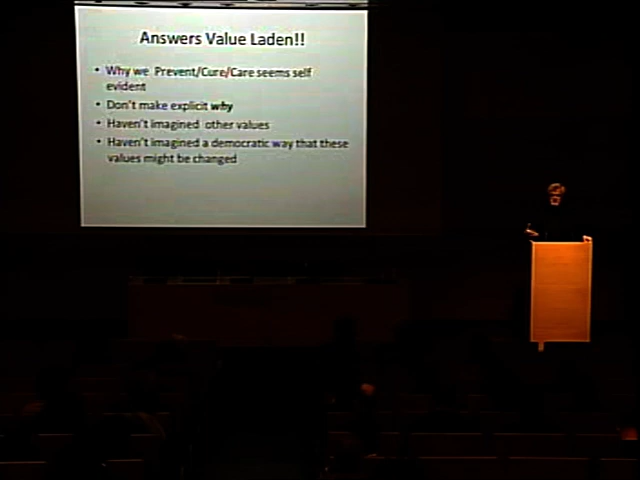 Answers Value Laden!!
• Why we Prevent/Cure/Care seems self
evident
• Don't make explicit why
• Haven't imagined other values
• Haven't imagined a democratic way that these
values might be changed